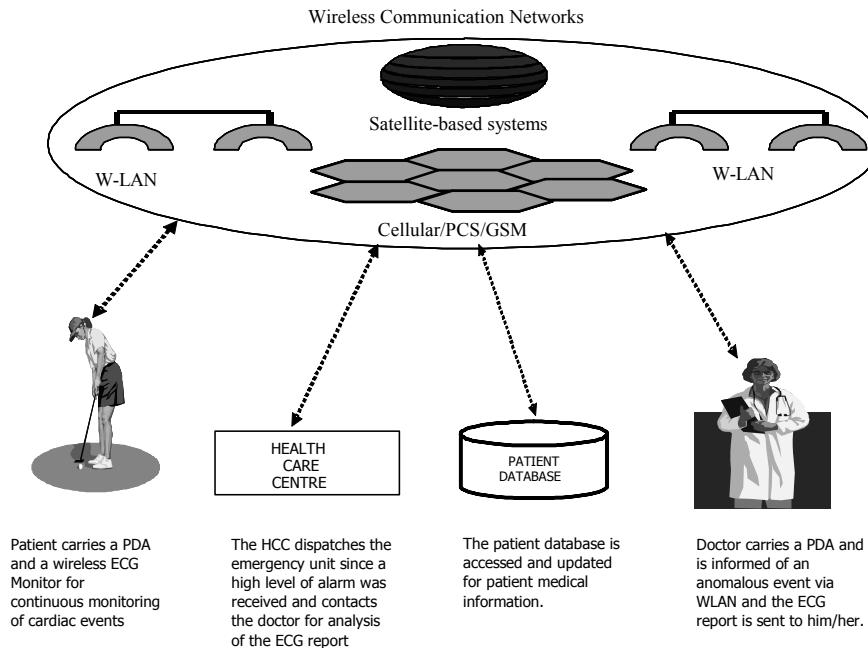 Wireless Communication Networks
Satellite-based systems
W-LAN
W-LAN
Cellular/PCS/GSM
HEALTH
CARE
CENTRE
PATIENT
DATABASE
Patient carries a PDA
and a wireless ECG
Monitor for
continuous monitoring
of cardiac events
The HCC dispatches the
emergency unit since a
high level of alarm was
received and contacts
the doctor for analysis
of the ECG report
The patient database is
accessed and updated
for patient medical
information.
Doctor carries a PDA and
is informed of an
anomalous event via
WLAN and the ECG
report is sent to him/her.